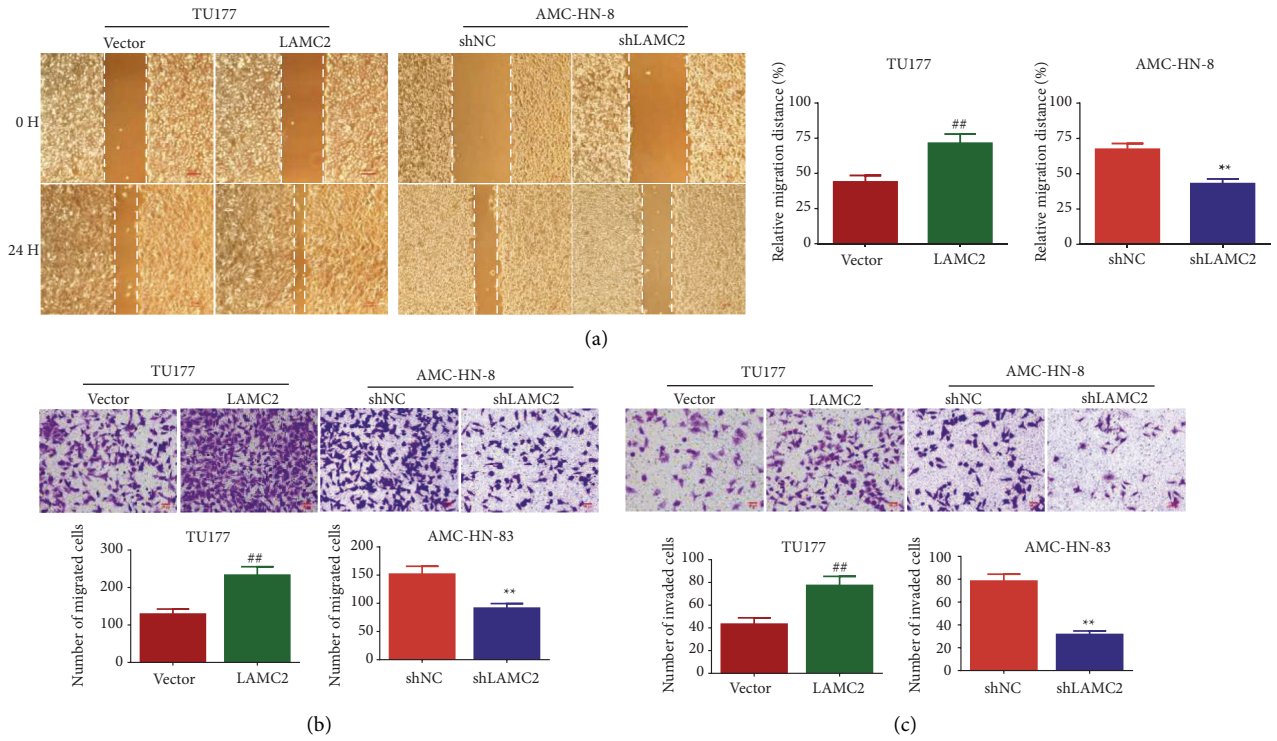 TU177
AMC-HN-8
Vector
LAMC2
shNC
shLAMC2
0 H
24 H
TU177
Relative migration distance (%)
100
75
50
25
0
##
Vector
LAMC2
AMC-HN-8
Relative migration distance (%)
100
75
50
25
0
**
shNC
shLAMC2
(a)
TU177
AMC-HN-8
Vector
LAMC2
shNC
shLAMC2
TU177
Number of migrated cells
300
200
100
0
##
Vector
LAMC2
AMC-HN-83
Number of migrated cells
150
100
50
0
200
**
shNC
shLAMC2
(b)
TU177
AMC-HN-8
Vector
LAMC2
shNC
shLAMC2
TU177
Number of invaded cells
100
80
60
40
20
0
##
Vector
LAMC2
AMC-HN-83
Number of invaded cells
100
80
60
40
20
0
**
shNC
shLAMC2
(c)